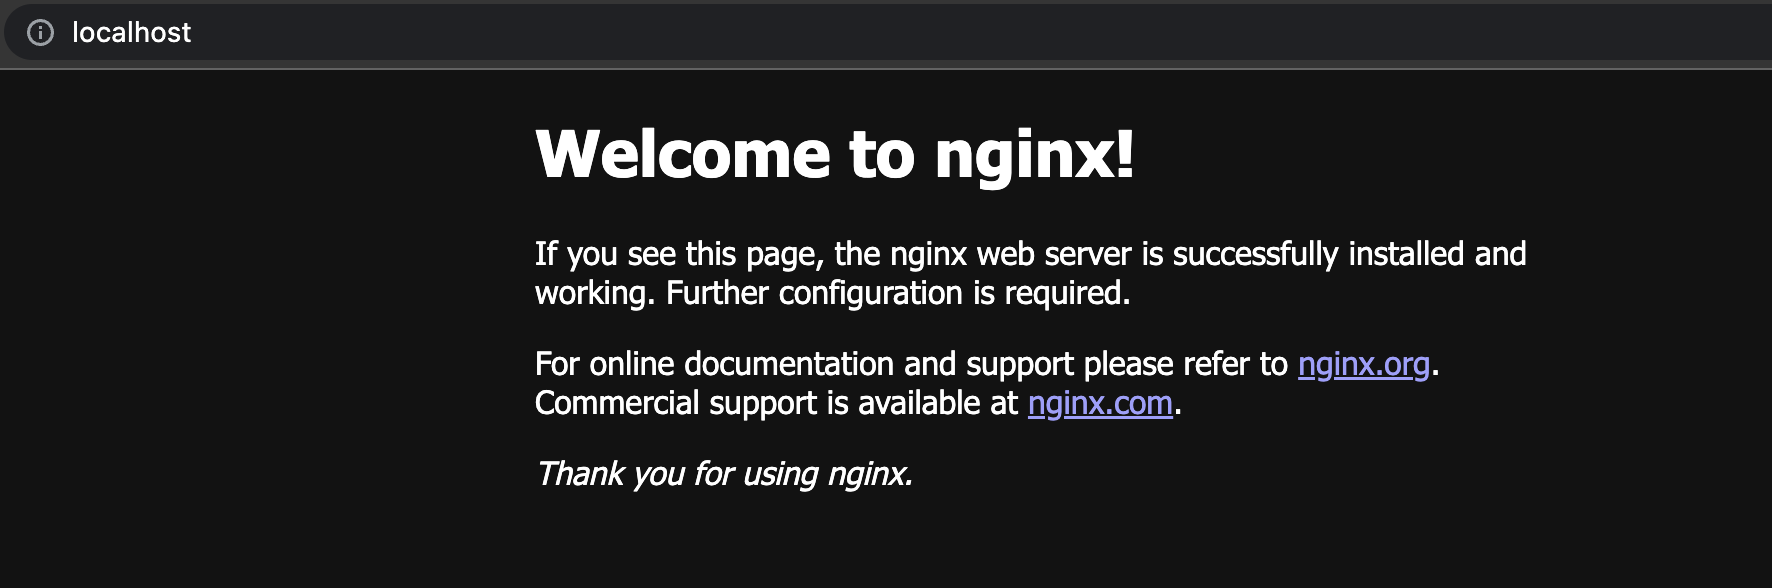 localhost
Welcome to nginx!
If you see this page, the nginx web server is successfully installed and
working. Further configuration is required.
For online documentation and support please refer to nginx.org.
Commercial support is available at nginx.com.
Thank you for using nginx.